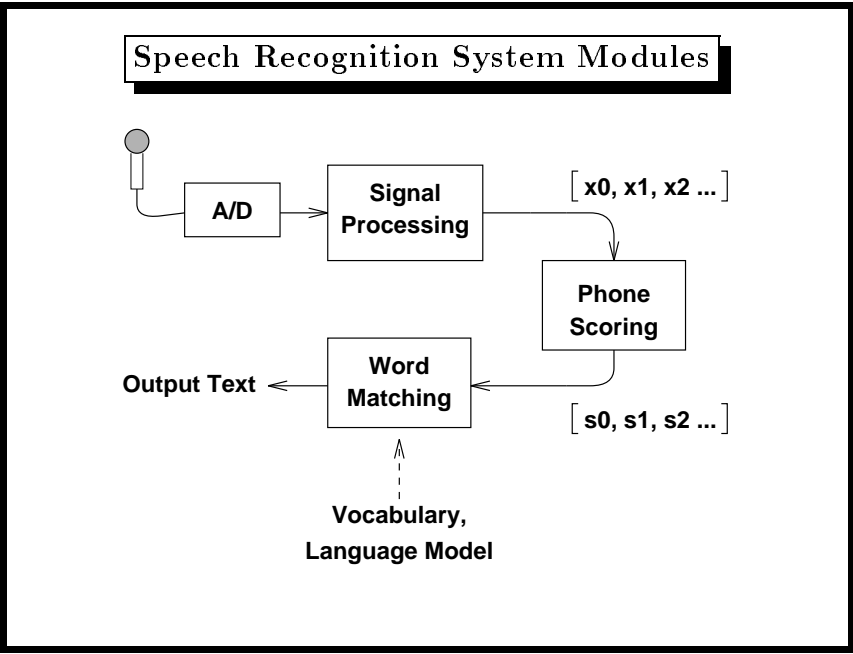 Speech Recognition System Modules
A/D
Signal
Processing
[ x0, x1, x2 ... ]
Phone
Scoring
Word
Matching
Output Text
[ s0, s1, s2 ... ]
Vocabulary,
Language Model